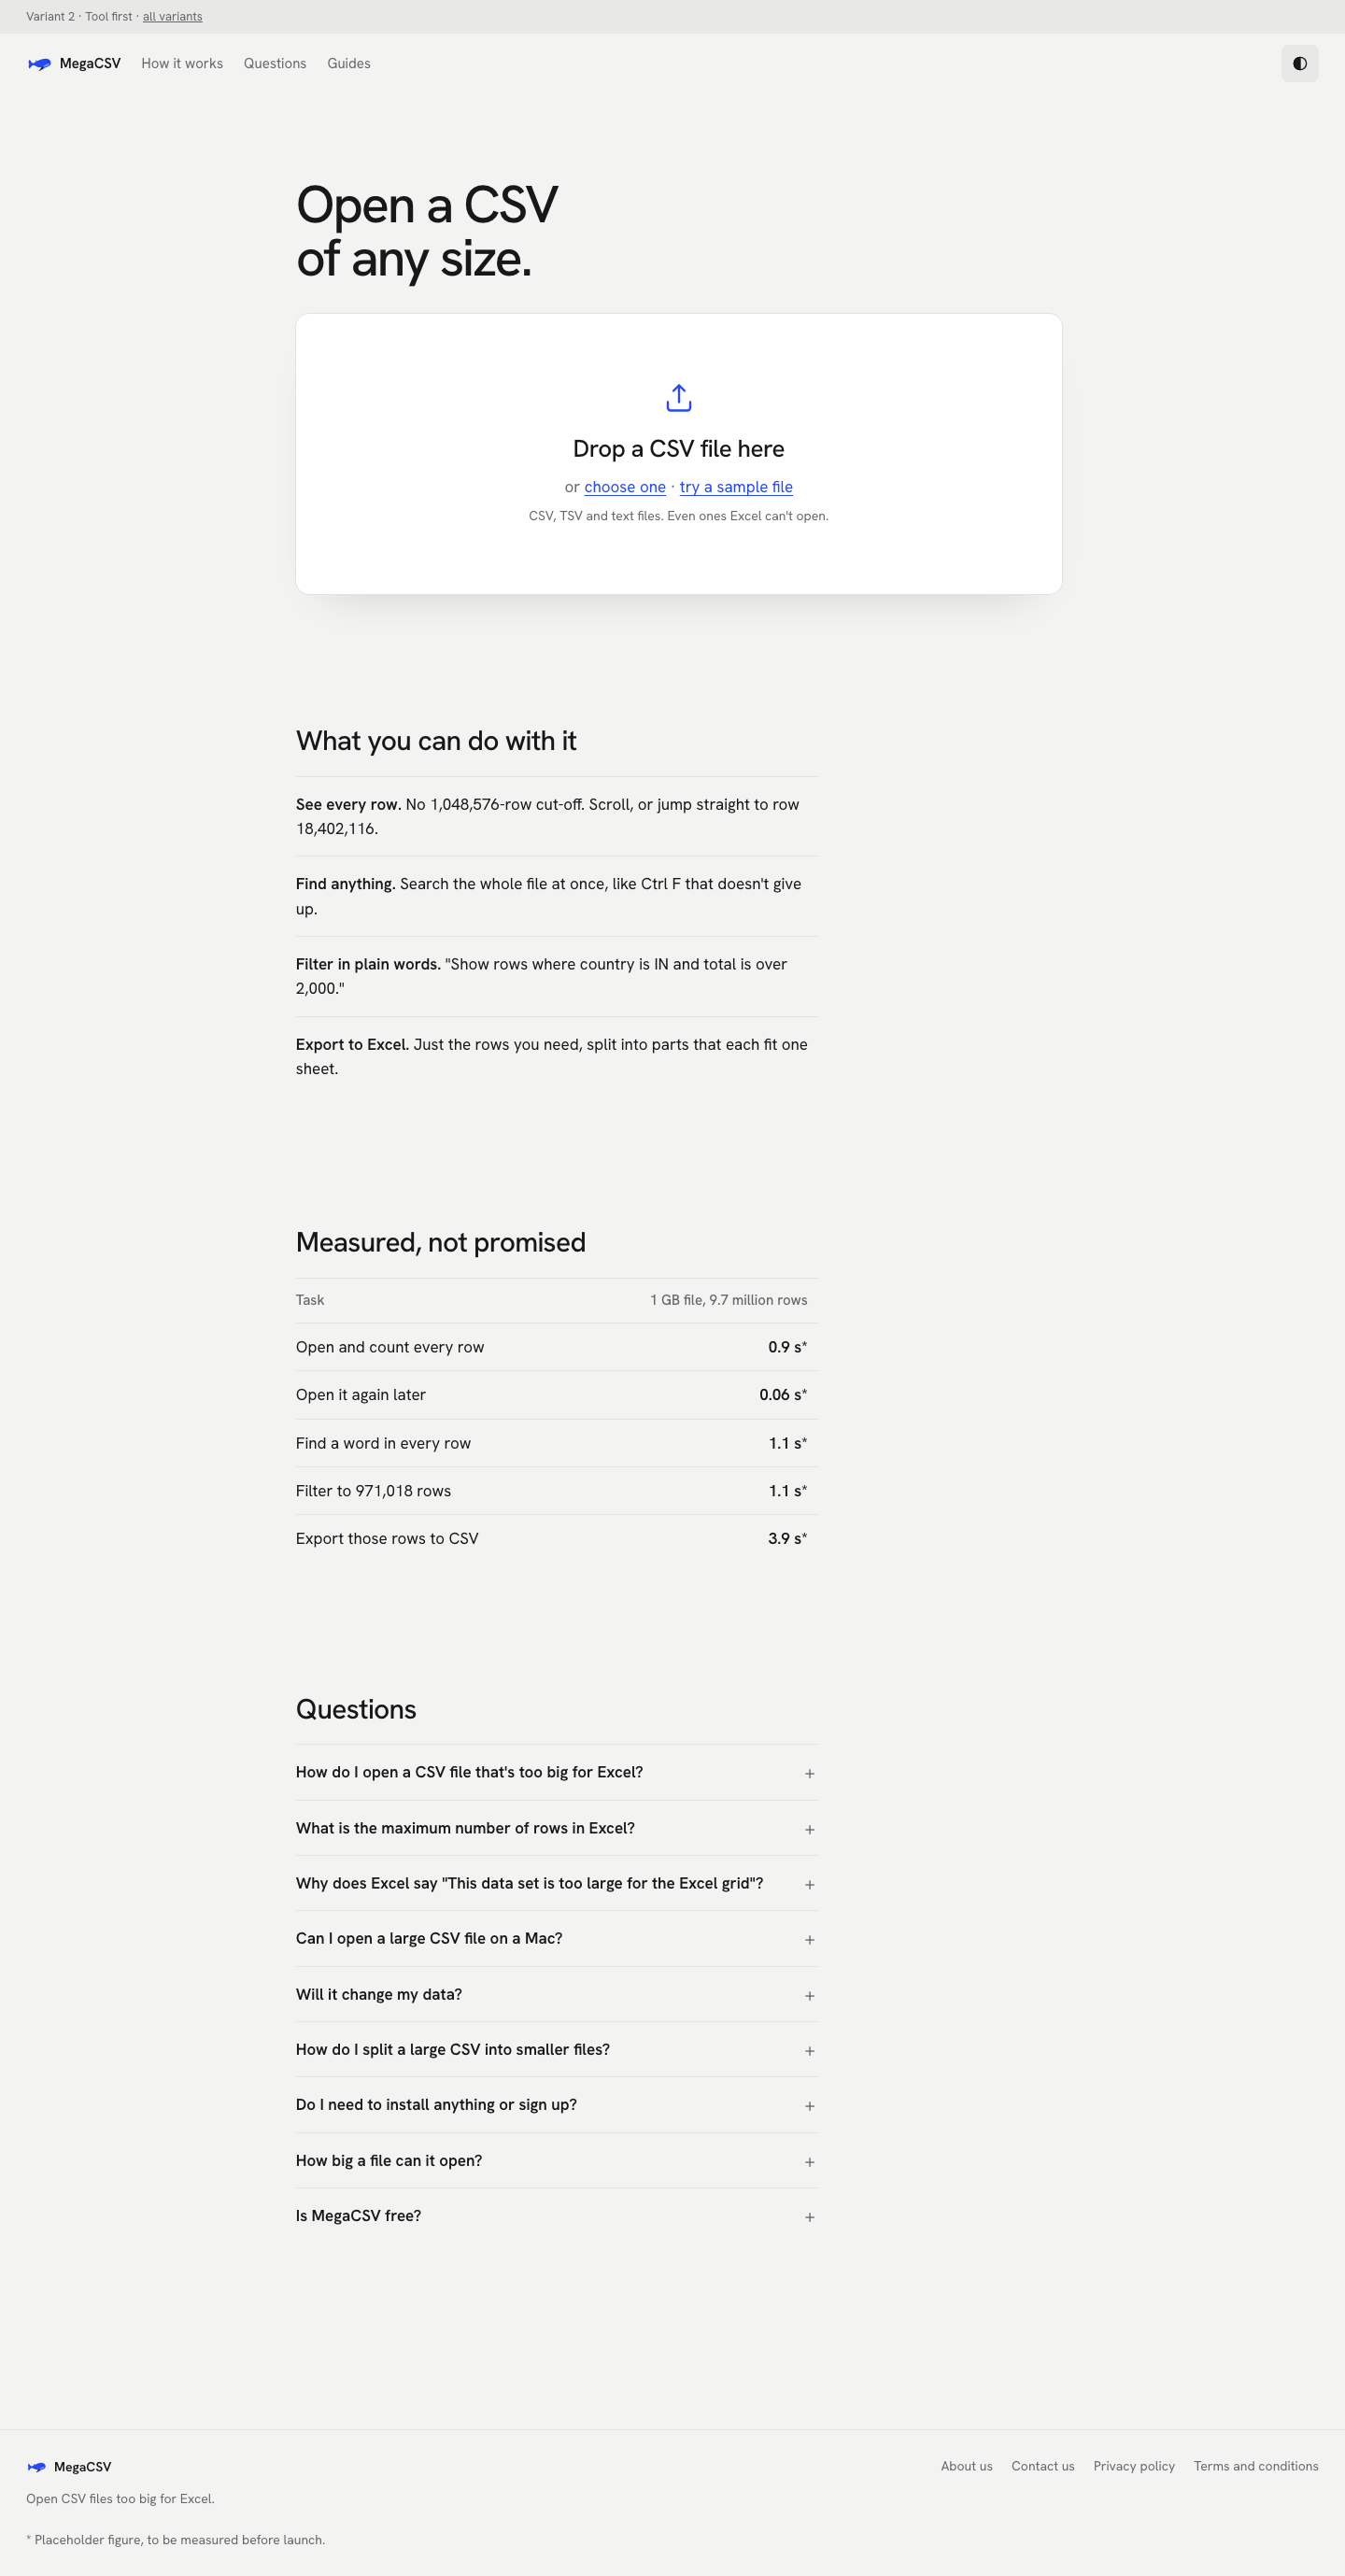 Variant 2 · Tool first · all variants
MegaCSV How it works Questions Guides
Open a CSV
of any size.
Drop a CSV file here
or choose one · try a sample file
CSV, TSV and text files. Even ones Excel can't open.
What you can do with it
See every row. No 1,048,576-row cut-off. Scroll, or jump straight to row
18,402,116.
Find anything. Search the whole file at once, like Ctrl F that doesn't give
up.
Filter in plain words. "Show rows where country is IN and total is over
2,000."
Export to Excel. Just the rows you need, split into parts that each fit one
sheet.
Measured, not promised
Task 1 GB file, 9.7 million rows
Open and count every row 0.9 s*
Open it again later 0.06 s*
Find a word in every row 1.1 s*
Filter to 971,018 rows 1.1 s*
Export those rows to CSV 3.9 s*
Questions
How do I open a CSV file that's too big for Excel? +
What is the maximum number of rows in Excel? +
Why does Excel say "This data set is too large for the Excel grid"? +
Can I open a large CSV file on a Mac? +
Will it change my data? +
How do I split a large CSV into smaller files? +
Do I need to install anything or sign up? +
How big a file can it open? +
Is MegaCSV free? +
MegaCSV About us Contact us Privacy policy Terms and conditions
Open CSV files too big for Excel.
* Placeholder figure, to be measured before launch.